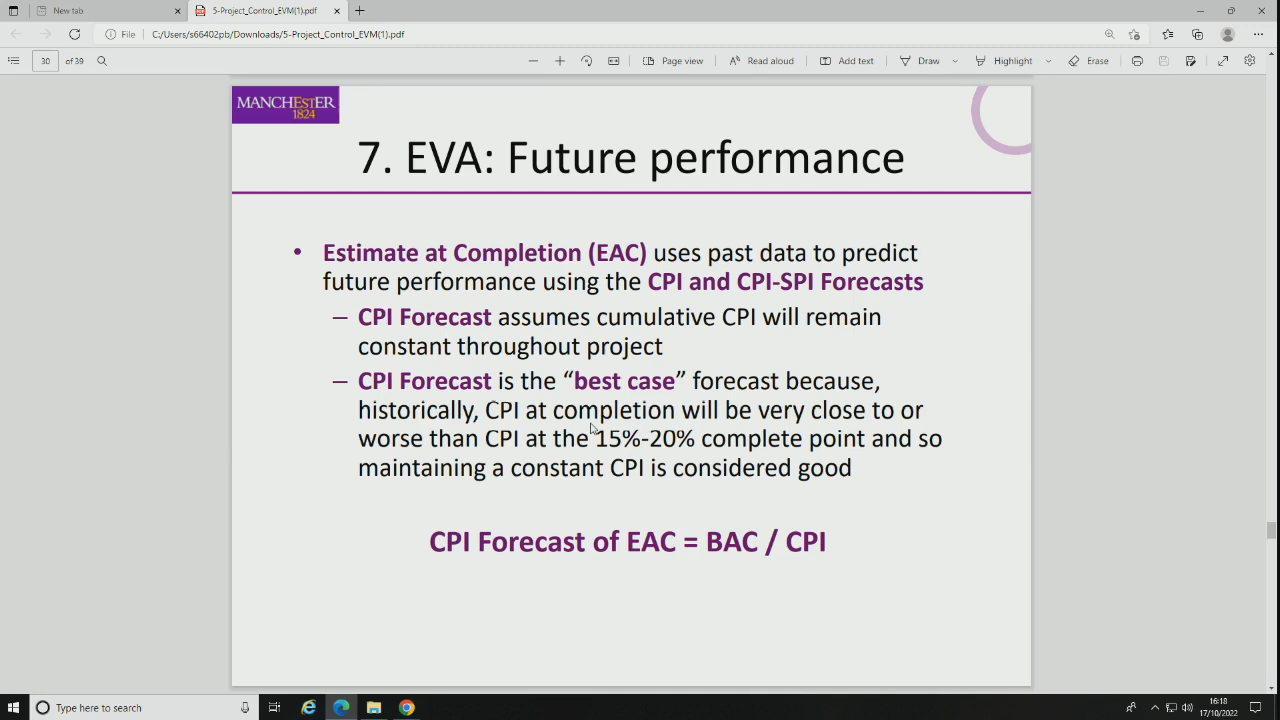 New tab
5-Project_Control_EVM(1).pdf
File
C:/Users/s66402pb/Downloads/5-Project_Control_EVM(1).pdf
30 of 39
Page view
Read aloud
Add text
Draw
Highlight
Erase
MANCHESTER
1824
7. EVA: Future performance
• Estimate at Completion (EAC) uses past data to predict
future performance using the CPI and CPI-SPI Forecasts
– CPI Forecast assumes cumulative CPI will remain
constant throughout project
– CPI Forecast is the “best case” forecast because,
historically, CPI at completion will be very close to or
worse than CPI at the 15%-20% complete point and so
maintaining a constant CPI is considered good
CPI Forecast of EAC = BAC / CPI
Type here to search
16:18
17/10/2022